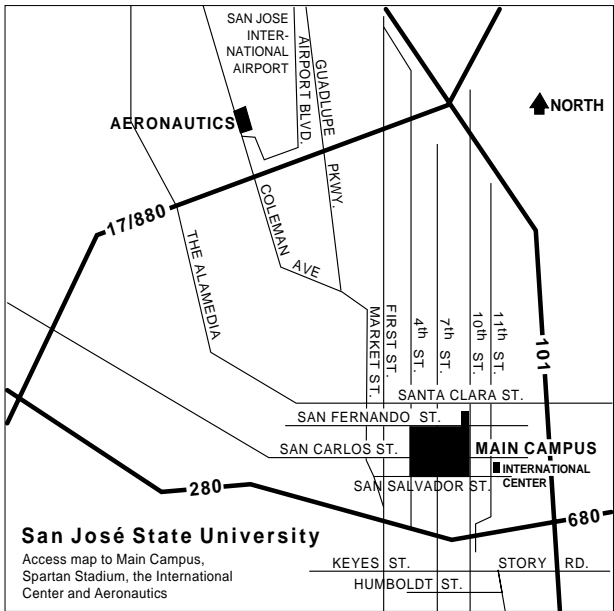 SAN JOSE
INTER-
NATIONAL
AIRPORT
AIRPORT BLVD.
GUADLUPE
PKWY.
NORTH
AERONAUTICS
17/880
COLEMAN
AVE
THE ALAMEDIA
MARKET ST.
FIRST ST.
4th ST.
7th ST.
10th ST.
11th ST.
101
SANTA CLARA ST.
SAN FERNANDO ST.
SAN CARLOS ST.
MAIN CAMPUS
INTERNATIONAL
CENTER
SAN SALVADOR ST.
280
680
San José State University
Access map to Main Campus,
Spartan Stadium, the International
Center and Aeronautics
KEYES ST.
STORY RD.
HUMBOLDT ST.